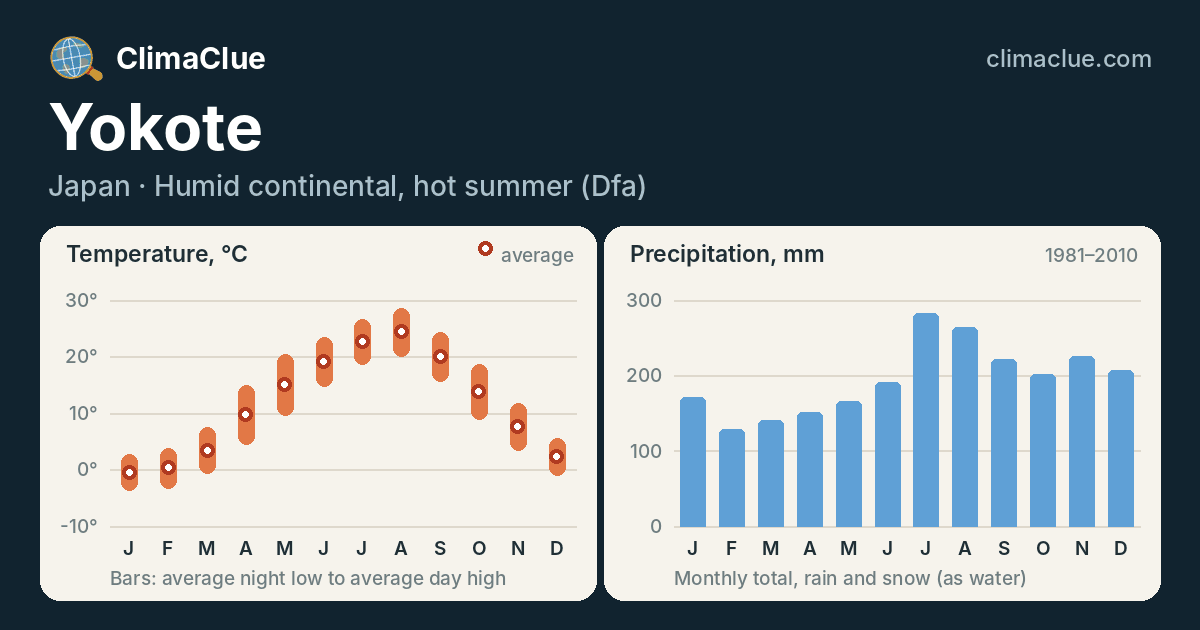 ClimaClue
climaclue.com
Yokote
Japan · Humid continental, hot summer (Dfa)
Temperature, °C
average
30°
20°
10°
0°
-10°
J F M A M J J A S O N D
Bars: average night low to average day high
Precipitation, mm
1981–2010
300
200
100
0
J F M A M J J A S O N D
Monthly total, rain and snow (as water)